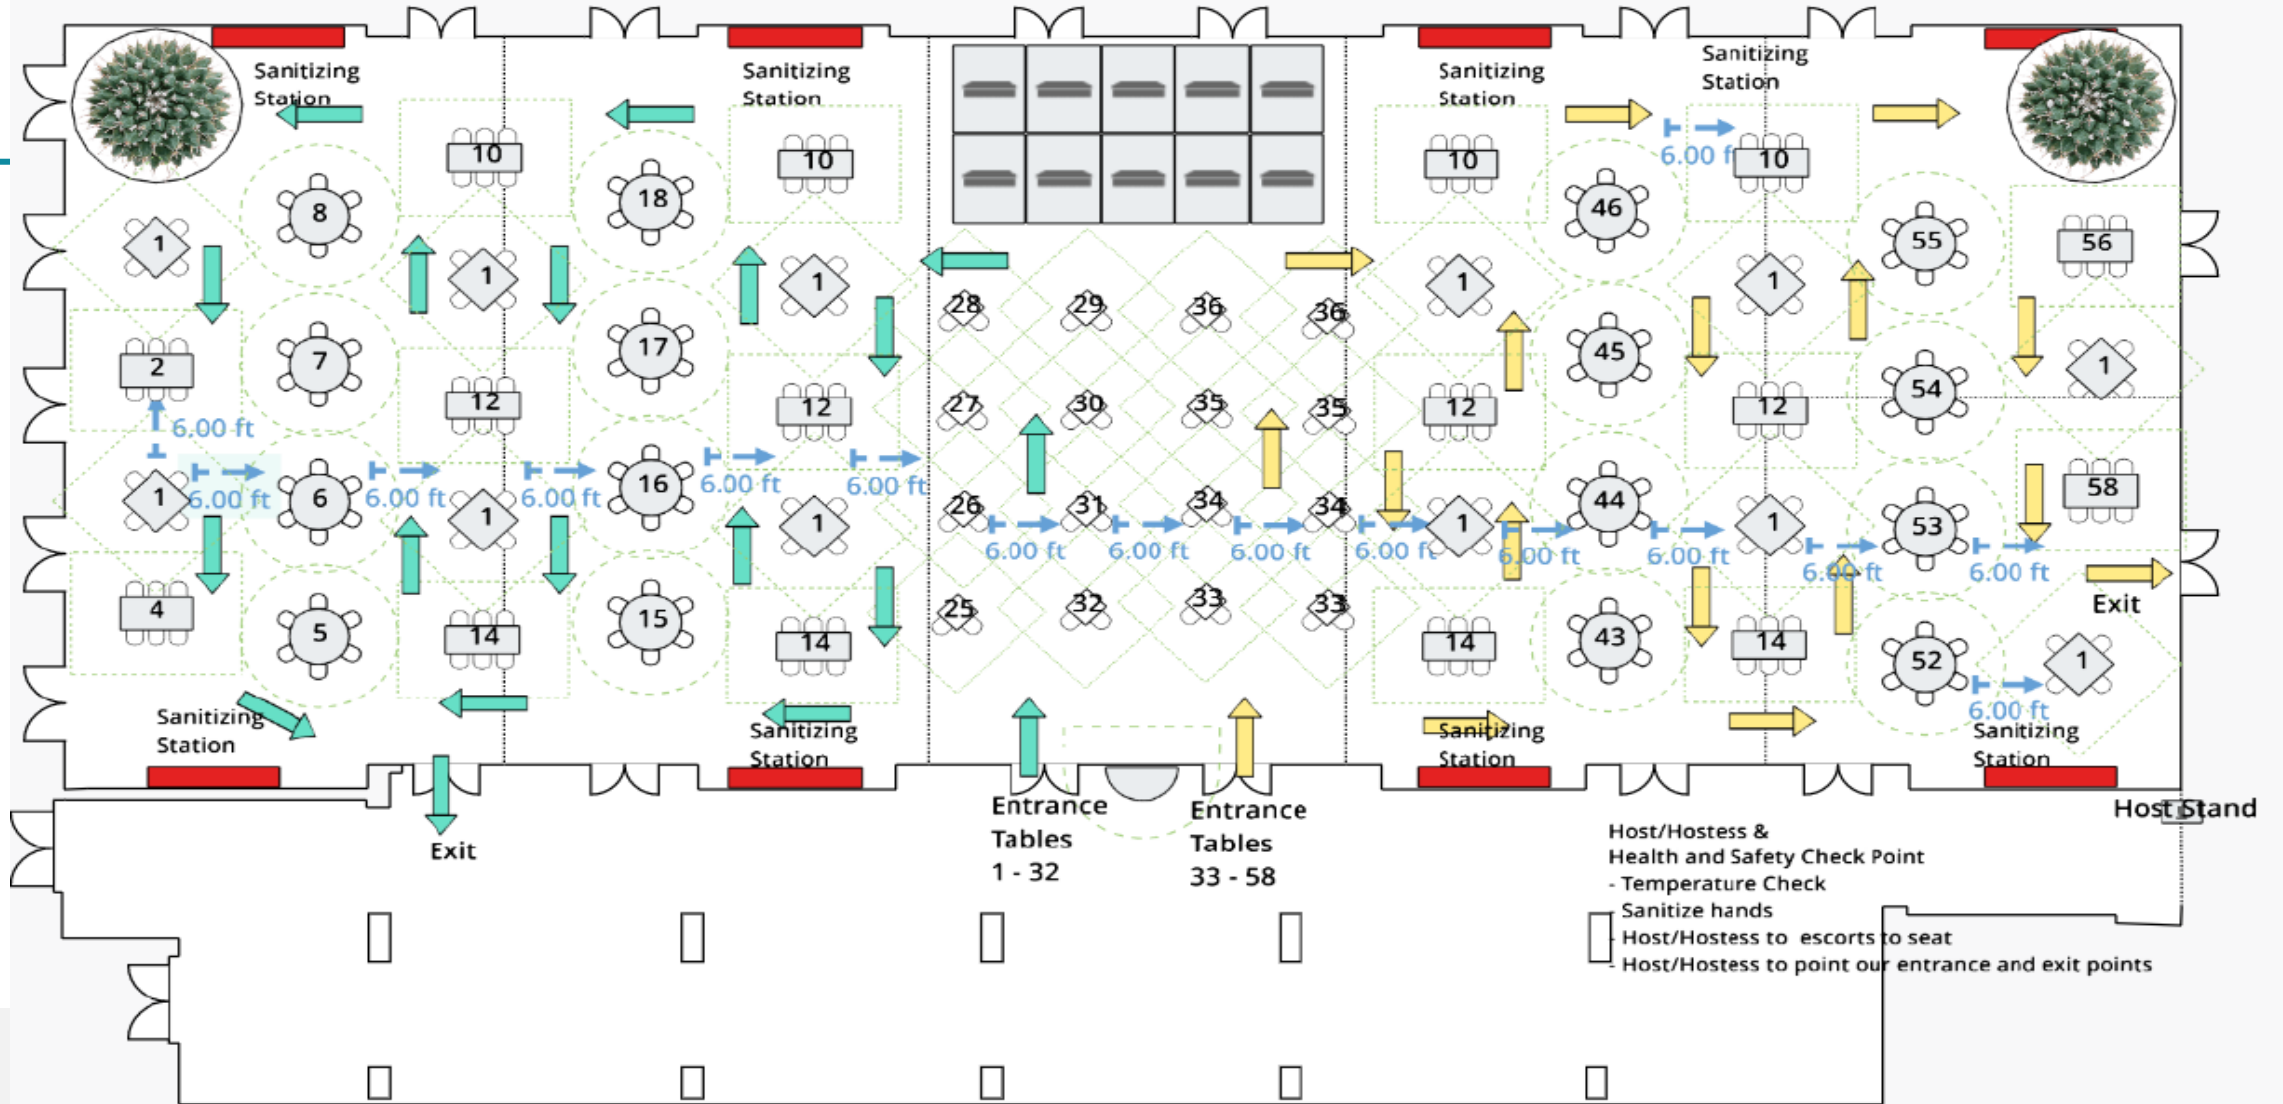 Sanitizing
Station
Sanitizing
Station
Sanitizing
Station
Sanitizing
Station
10
10
10
6.00 ft
10
8
18
46
55
56
1
1
1
1
1
1
28
29
36
36
2
7
12
17
12
27
30
35
35
12
45
12
54
6.00 ft
1
6.00 ft
6
6.00 ft
1
6.00 ft
16
6.00 ft
1
6.00 ft
26
6.00 ft
31
6.00 ft
34
6.00 ft
34
6.00 ft
1
6.00 ft
44
6.00 ft
1
6.00 ft
53
6.00 ft
58
Exit
4
5
14
15
14
25
32
33
33
14
43
14
52
1
6.00 ft
Sanitizing
Station
Sanitizing
Station
Sanitizing
Station
Sanitizing
Station
Exit
Entrance
Tables
1 - 32
Entrance
Tables
33 - 58
Host Stand
Host/Hostess &
Health and Safety Check Point
- Temperature Check
- Sanitize hands
- Host/Hostess to escorts to seat
- Host/Hostess to point our entrance and exit points